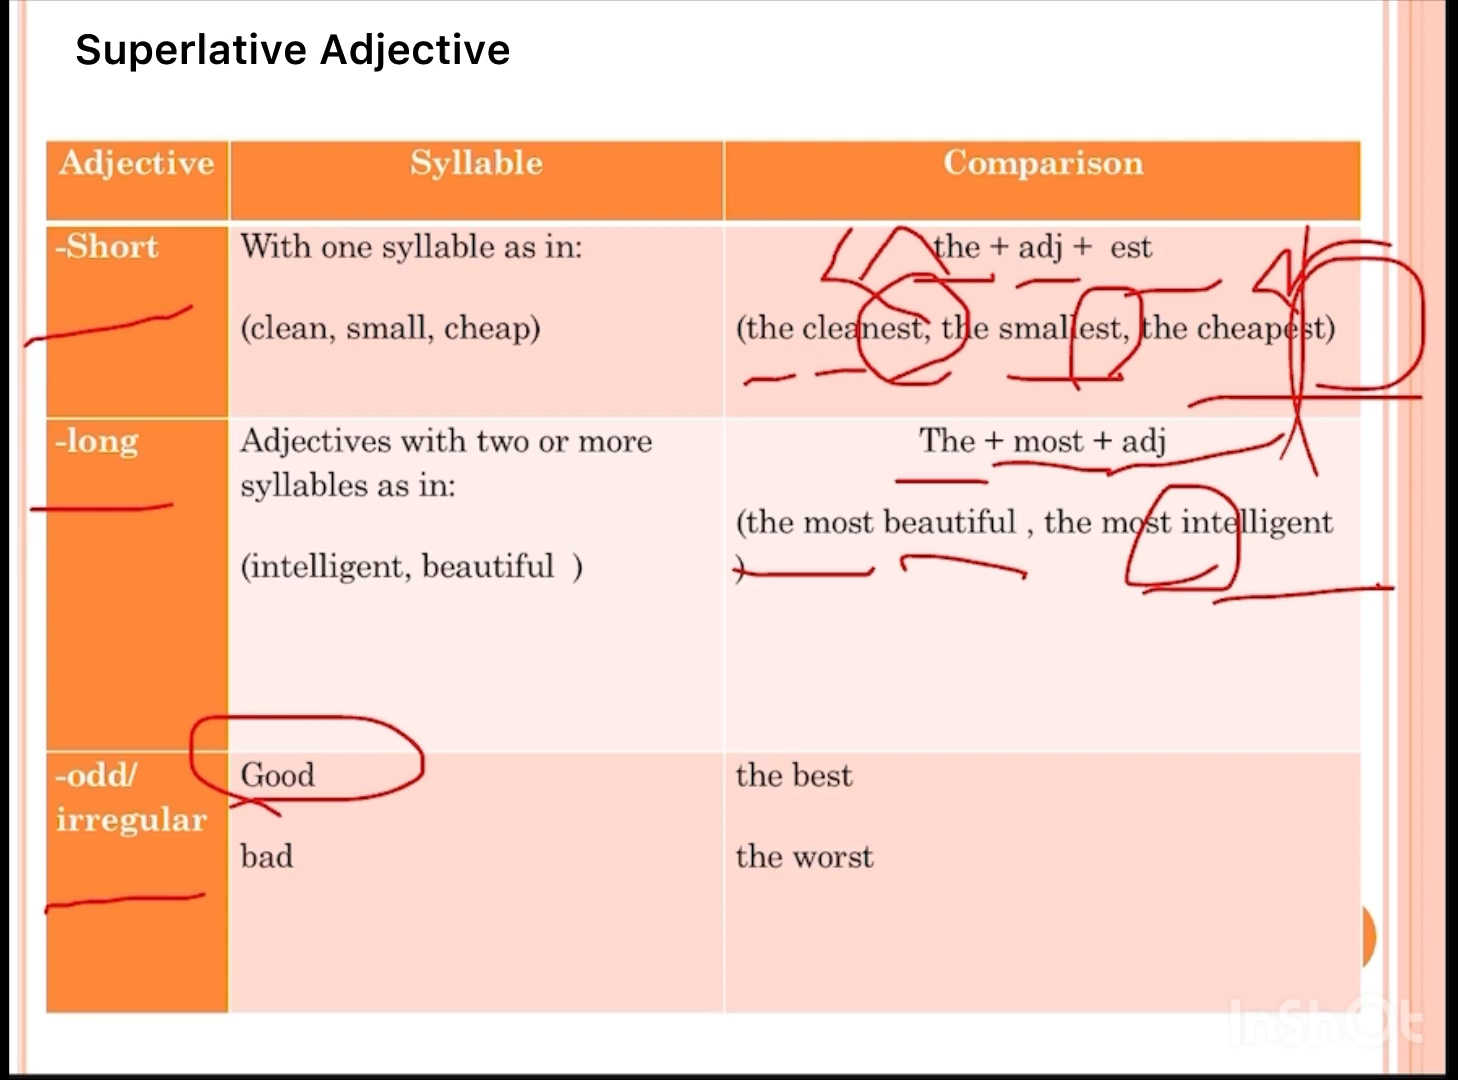 Superlative Adjective
Adjective
Syllable
Comparison
-Short
With one syllable as in:
(clean, small, cheap)
the + adj + est
(the cleanest, the smallest, the cheapest)
-long
Adjectives with two or more
syllables as in:
(intelligent, beautiful )
The + most + adj
(the most beautiful , the most intelligent
)
-odd/
irregular
Good
bad
the best
the worst
InShOt